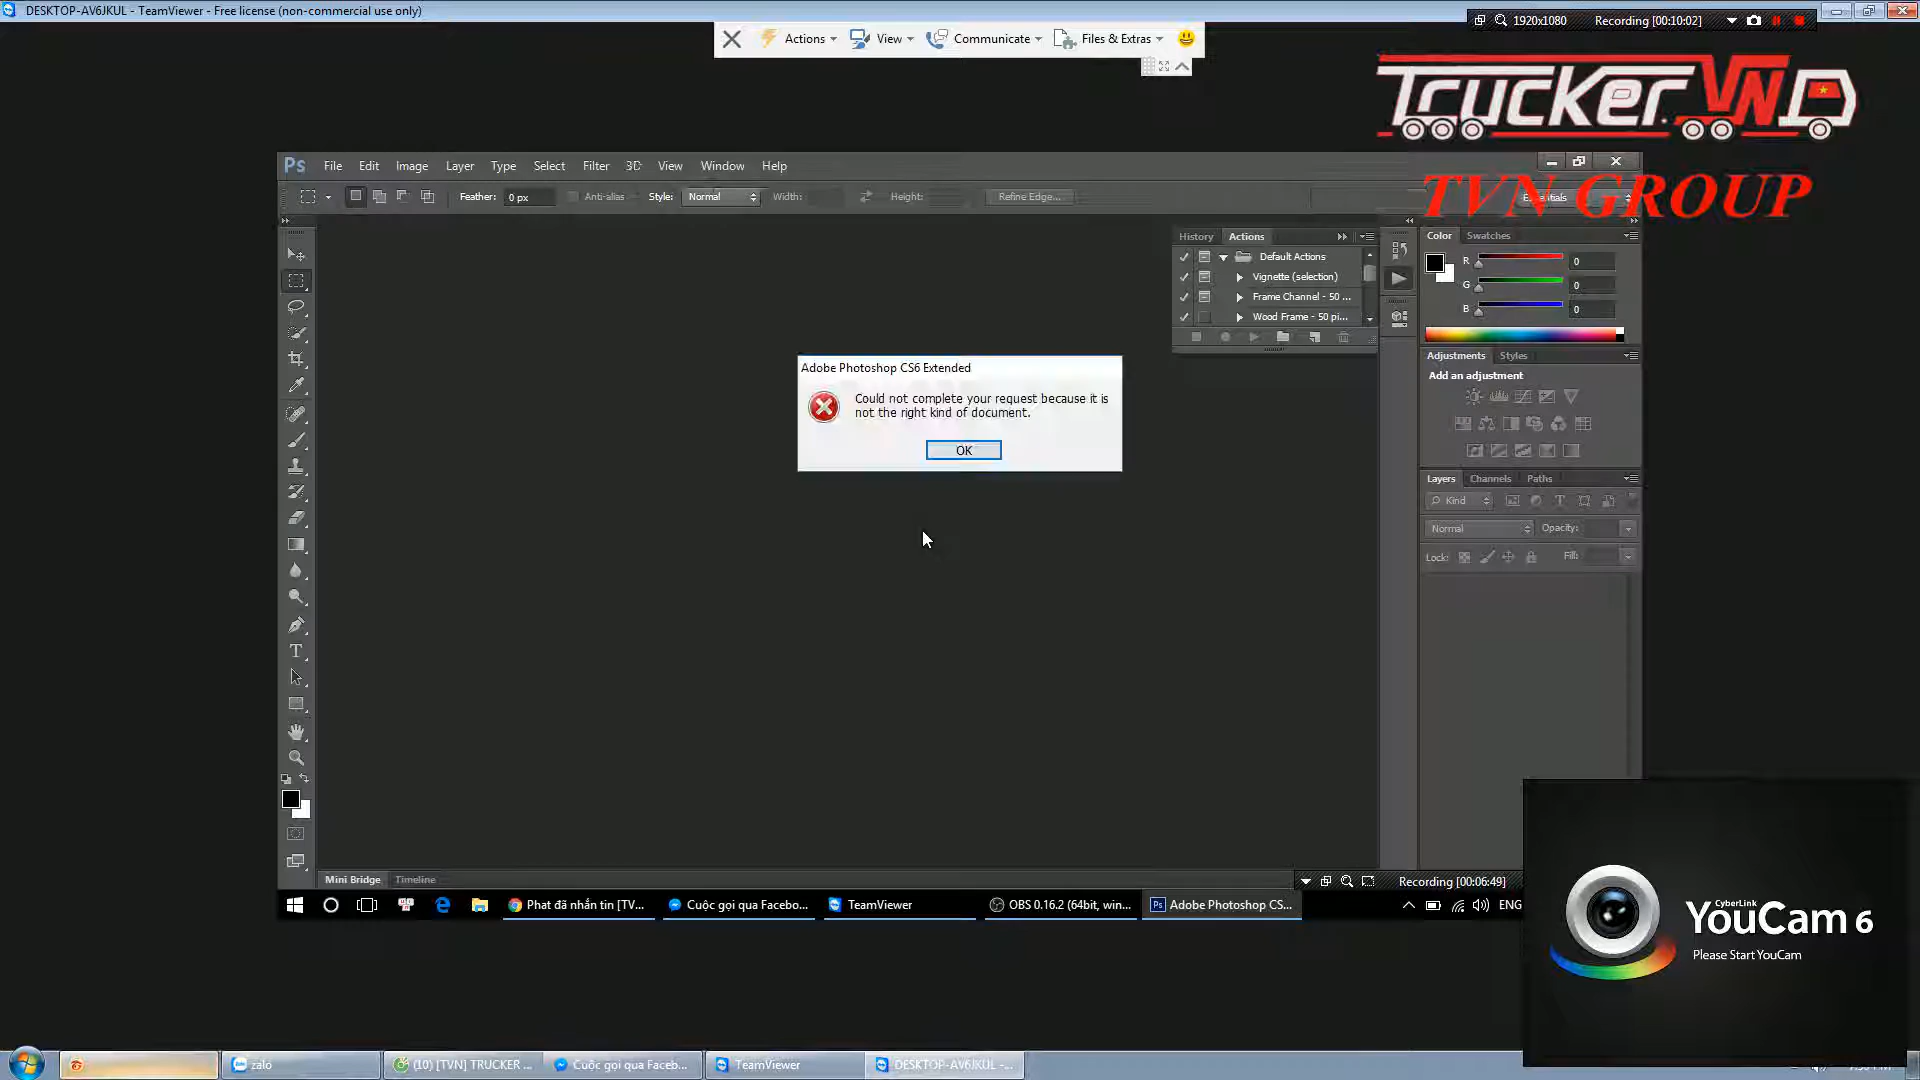 DESKTOP-AV6JKUL - TeamViewer - Free license (non-commercial use only)
1920x1080
Recording [00:10:02]
Actions
View
Communicate
Files & Extras
TRUCKER.VN
TVN GROUP
Ps
File
Edit
Image
Layer
Type
Select
Filter
3D
View
Window
Help
Feather:
0 px
Anti-alias
Style:
Normal
Width:
Height:
Refine Edge...
Essentials
History
Actions
Default Actions
Vignette (selection)
Frame Channel - 50 ...
Wood Frame - 50 pi...
Color
Swatches
R
0
G
0
B
0
Adjustments
Styles
Add an adjustment
Layers
Channels
Paths
Kind
Normal
Opacity:
Lock:
Fill:
Adobe Photoshop CS6 Extended
Could not complete your request because it is
not the right kind of document.
OK
Mini Bridge
Timeline
Recording [00:06:49]
Phat đã nhắn tin [TV...
Cuộc gọi qua Facebo...
TeamViewer
OBS 0.16.2 (64bit, win...
Adobe Photoshop CS...
ENG
CyberLink
YouCam 6
Please Start YouCam
zalo
(10) [TVN] TRUCKER ...
Cuộc gọi qua Faceb...
TeamViewer
DESKTOP-AV6JKUL -...